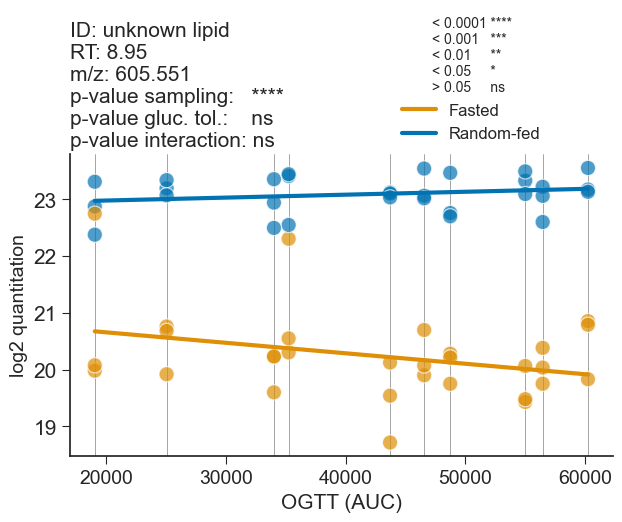 ID: unknown lipid
RT: 8.95
m/z: 605.551
p-value sampling: ****
p-value gluc. tol.: ns
p-value interaction: ns
< 0.0001 ****
< 0.001 ***
< 0.01 **
< 0.05 *
> 0.05 ns
Fasted
Random-fed
log2 quantitation
23
22
21
20
19
20000 30000 40000 50000 60000
OGTT (AUC)